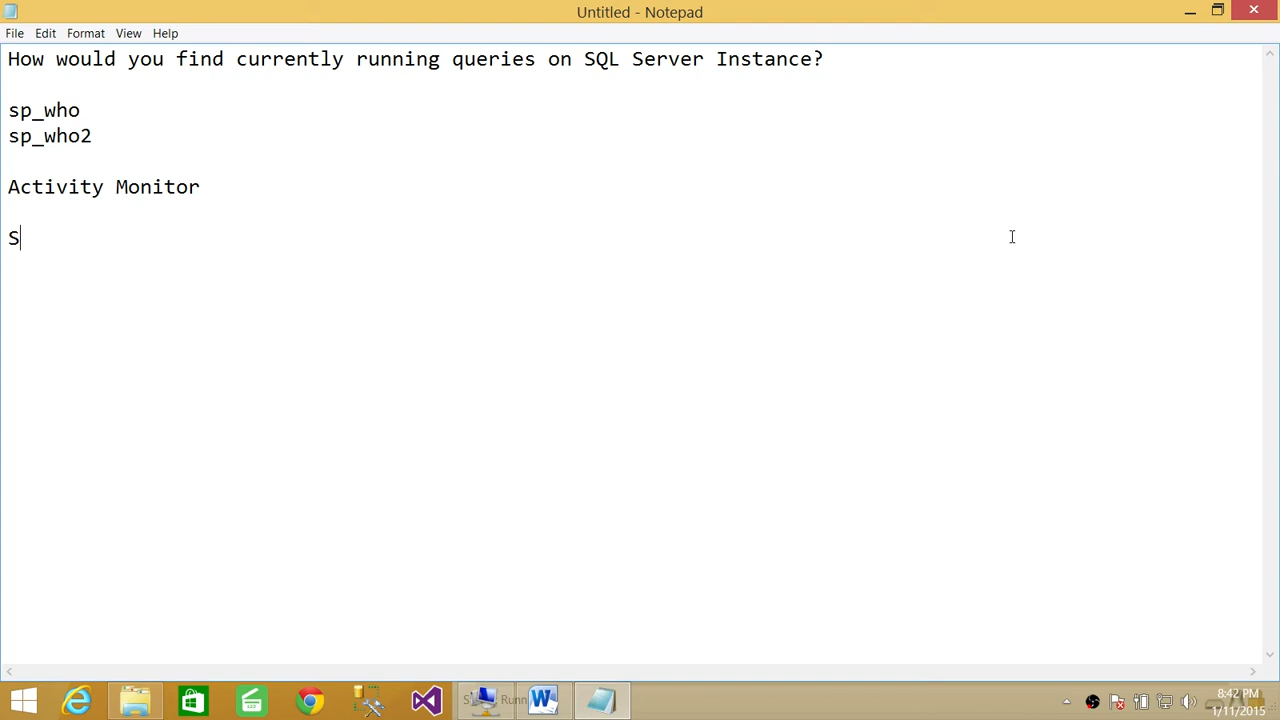 Untitled - Notepad
File Edit Format View Help
How would you find currently running queries on SQL Server Instance?
sp_who
sp_who2
Activity Monitor
S
8:42 PM
1/11/2015